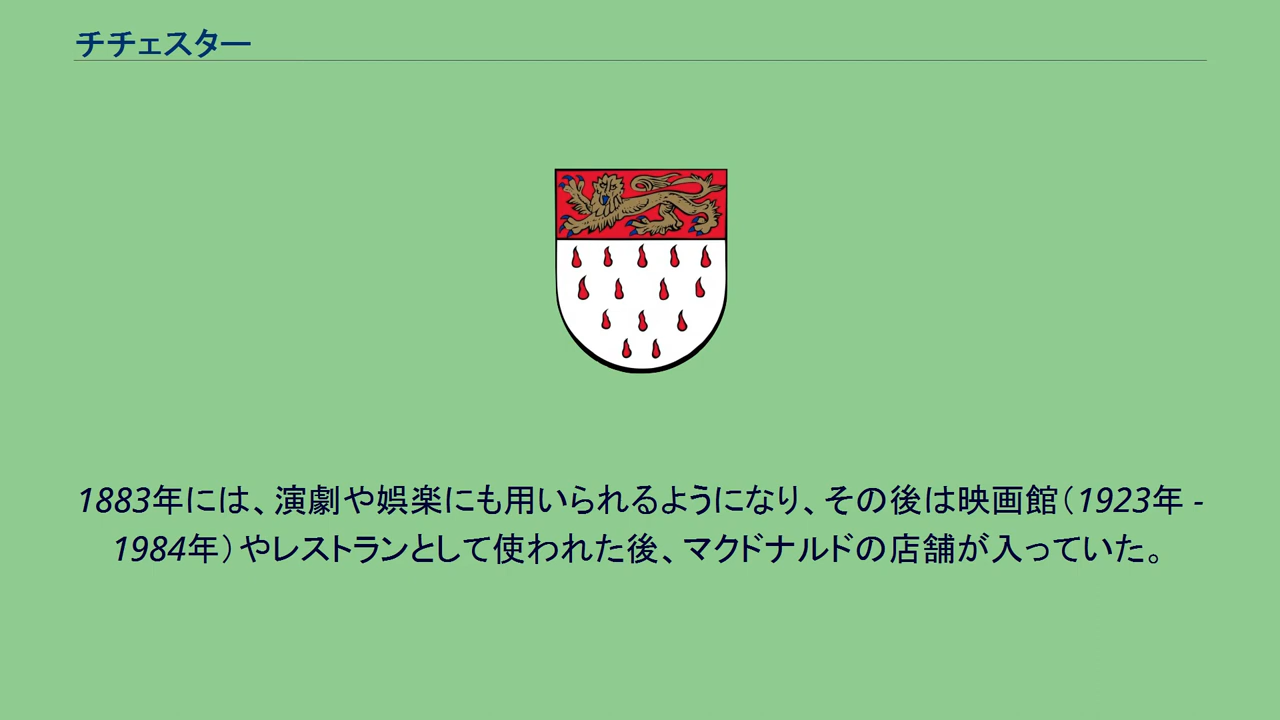 チチェスター
1883年には、演劇や娯楽にも用いられるようになり、その後は映画館（1923年 -
1984年）やレストランとして使われた後、マクドナルドの店舗が入っていた。